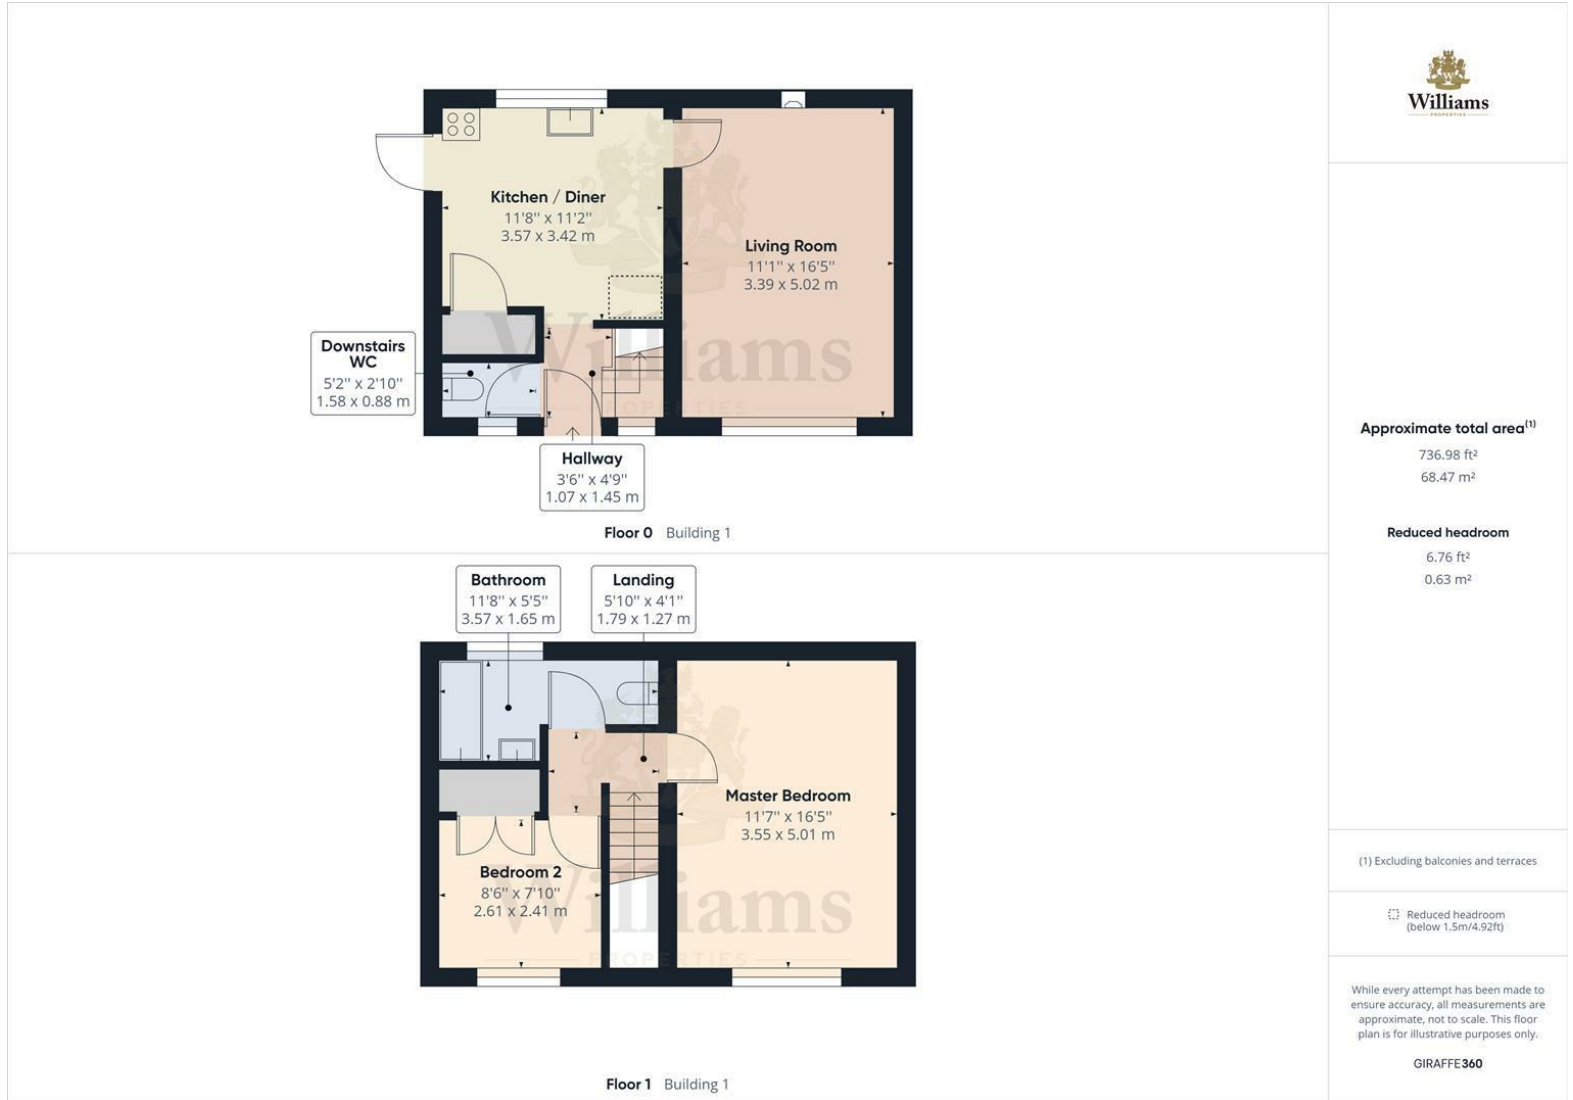 Kitchen / Diner
11'8" x 11'2"
3.57 x 3.42 m
Living Room
11'1" x 16'5"
3.39 x 5.02 m
Downstairs
WC
5'2" x 2'10"
1.58 x 0.88 m
Hallway
3'6" x 4'9"
1.07 x 1.45 m
Williams
PROPERTIES
Floor 0 Building 1
Bathroom
11'8" x 5'5"
3.57 x 1.65 m
Landing
5'10" x 4'1"
1.79 x 1.27 m
Master Bedroom
11'7" x 16'5"
3.55 x 5.01 m
Bedroom 2
8'6" x 7'10"
2.61 x 2.41 m
Williams
PROPERTIES
Floor 1 Building 1
W
Williams
PROPERTIES
Approximate total area(1)
736.98 ft²
68.47 m²
Reduced headroom
6.76 ft²
0.63 m²
(1) Excluding balconies and terraces
Reduced headroom
(below 1.5m/4.92ft)
While every attempt has been made to
ensure accuracy, all measurements are
approximate, not to scale. This floor
plan is for illustrative purposes only.
GIRAFFE360